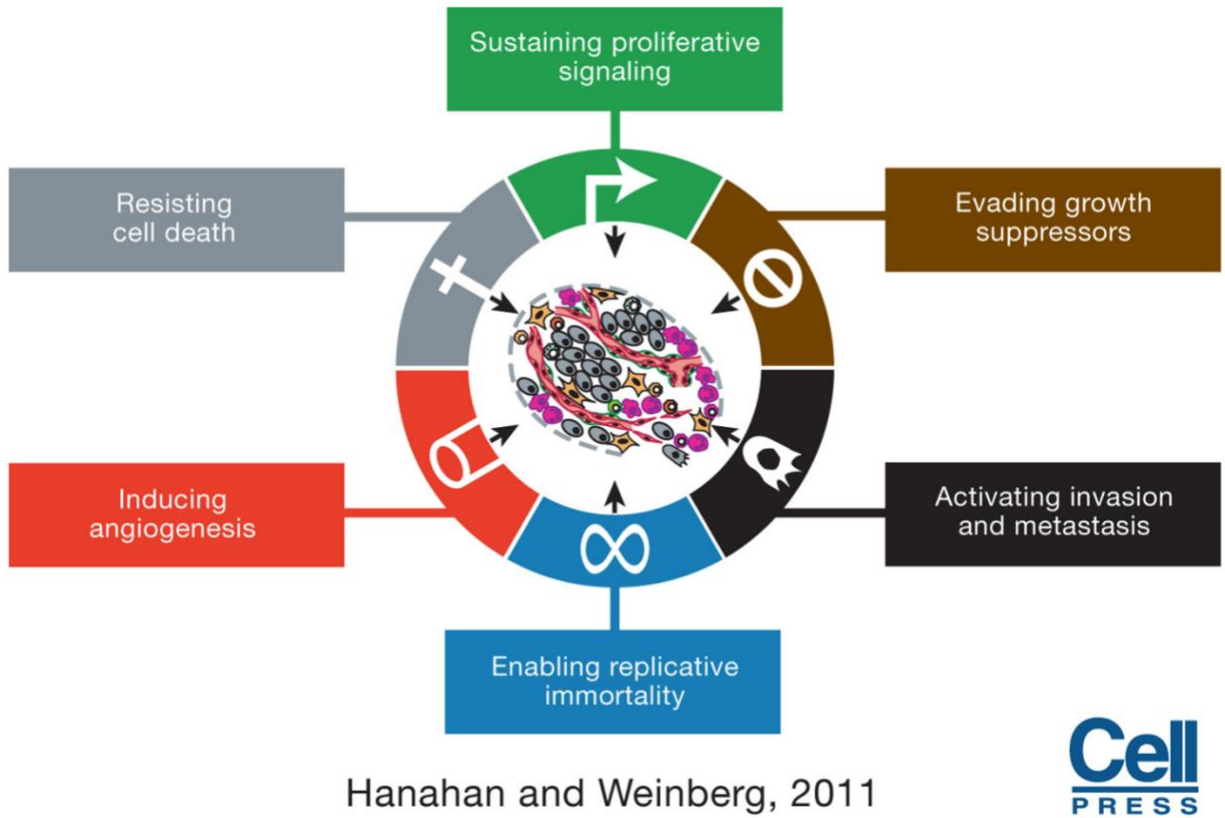 Sustaining proliferative
signaling
Resisting
cell death
Evading growth
suppressors
Inducing
angiogenesis
Activating invasion
and metastasis
Enabling replicative
immortality
Hanahan and Weinberg, 2011
Cell
PRESS